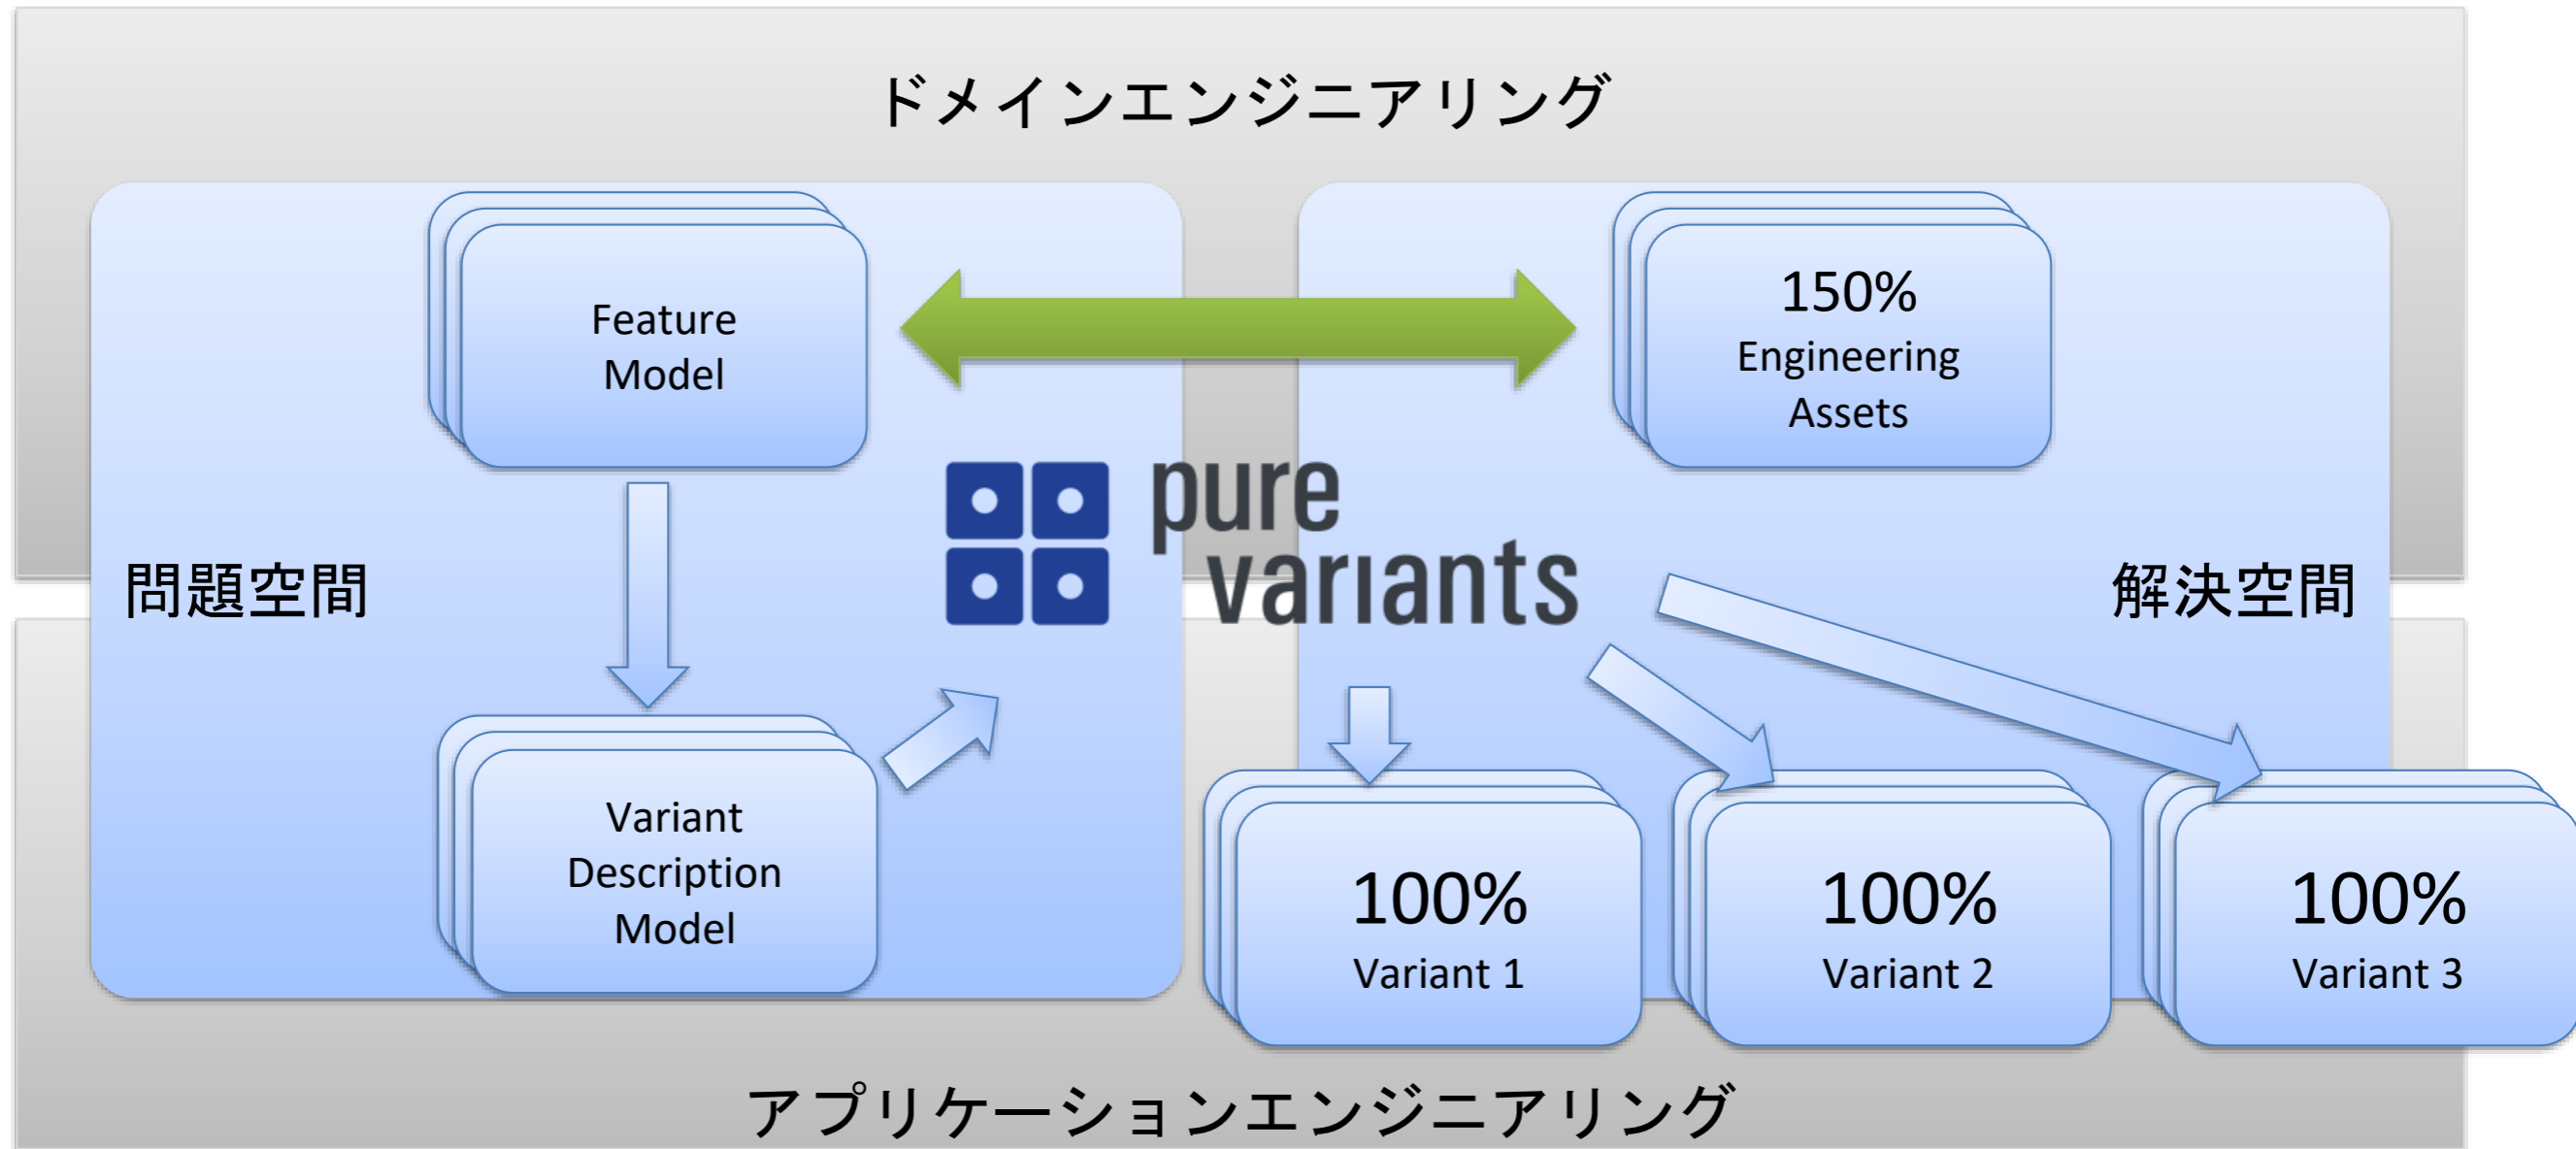 ドメインエンジニアリング
Feature
Model
150%
Engineering
Assets
pure
variants
問題空間
解決空間
Variant
Description
Model
100%
Variant 1
100%
Variant 2
100%
Variant 3
アプリケーションエンジニアリング